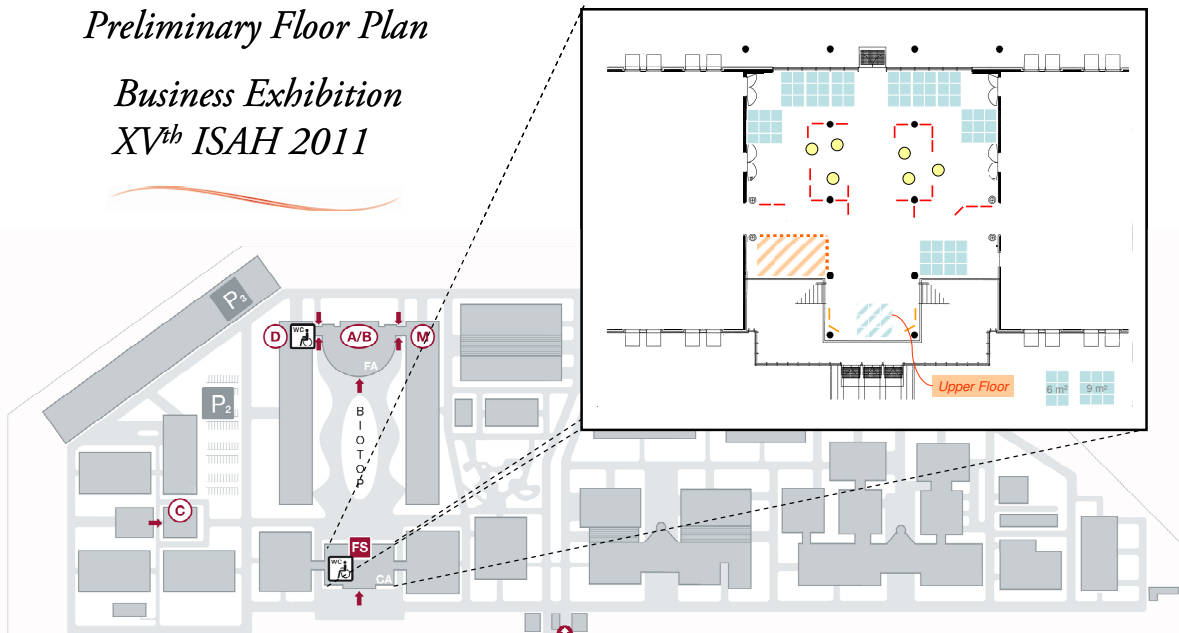 Preliminary Floor Plan
Business Exhibition
XVth ISAH 2011
Upper Floor
6 m²
9 m²
P3
P2
D
WC
A/B
M
FA
BIOTOP
C
FS
WC
CA